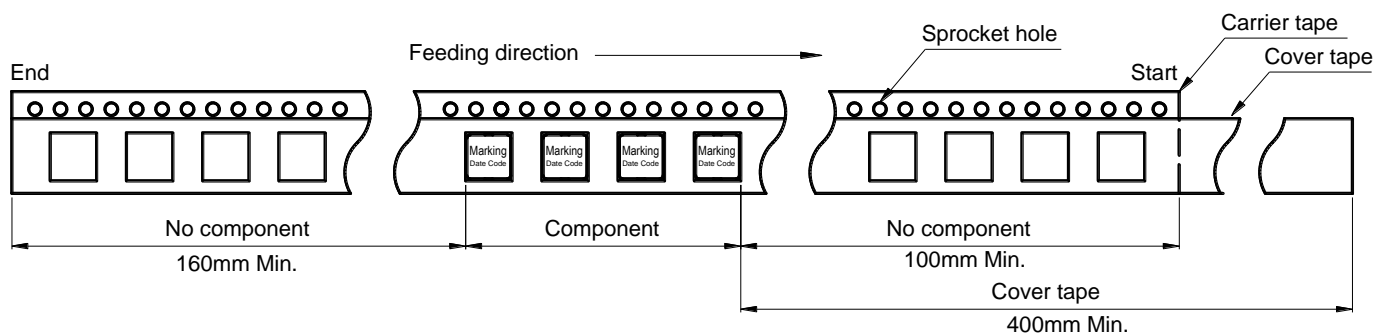 Sprocket hole
Carrier tape
Feeding direction
Cover tape
End
Start
Marking
Date Code
Marking
Date Code
Marking
Date Code
Marking
Date Code
No component
Component
No component
160mm Min.
100mm Min.
Cover tape
400mm Min.